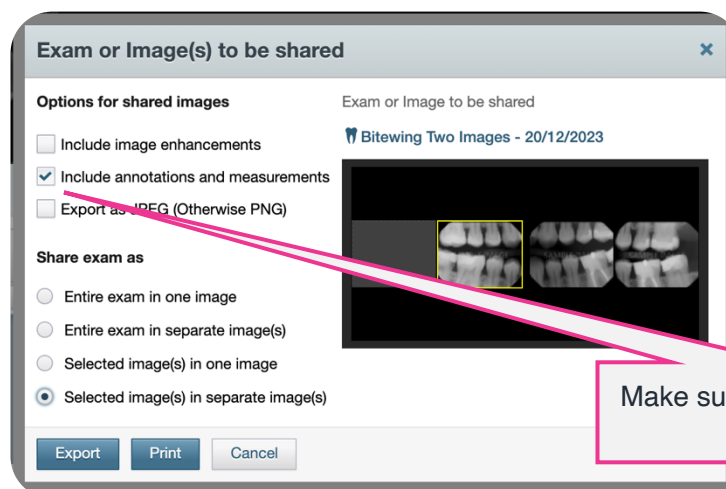 Exam or Image(s) to be shared
Options for shared images
Include image enhancements
Include annotations and measurements
Export as JPEG (Otherwise PNG)
Share exam as
Entire exam in one image
Entire exam in separate image(s)
Selected image(s) in one image
Selected image(s) in separate image(s)
Exam or Image to be shared
Bitewing Two Images - 20/12/2023
Make su
Export Print Cancel